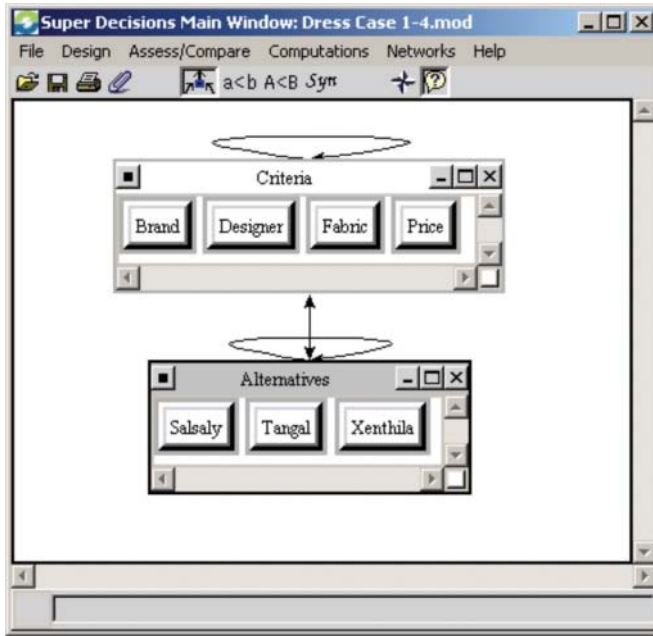 Super Decisions Main Window: Dress Case 1-4.mod
File Design Assess/Compare Computations Networks Help
a<b A<B Syn
Criteria
Brand Designer Fabric Price
Alternatives
Salsaly Tangal Xenthila